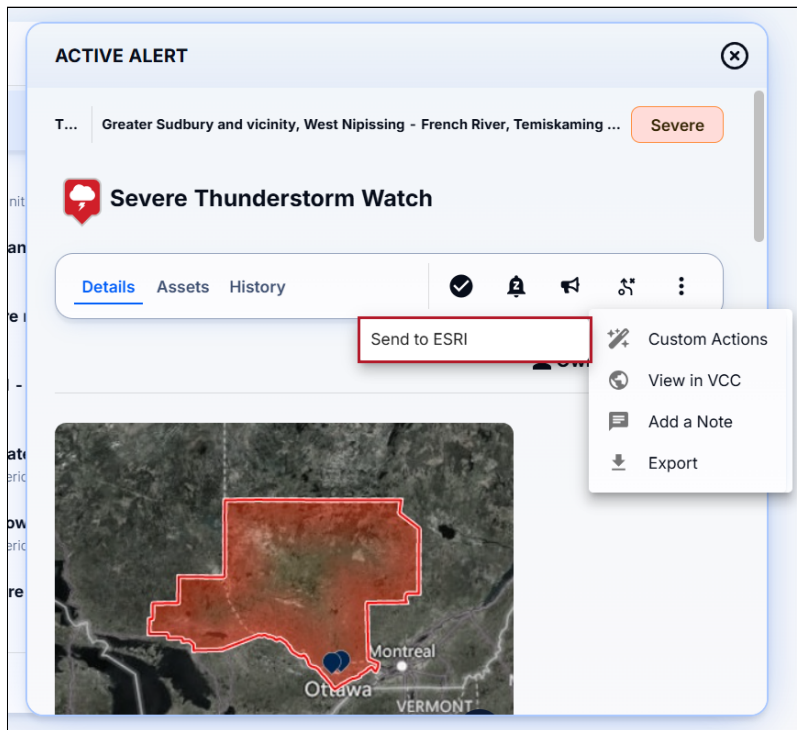 ACTIVE ALERT
T... Greater Sudbury and vicinity, West Nipissing - French River, Temiskaming ... Severe
Severe Thunderstorm Watch
Details Assets History
Send to ESRI
Custom Actions
View in VCC
Add a Note
Export
Montreal
Ottawa
VERMONT